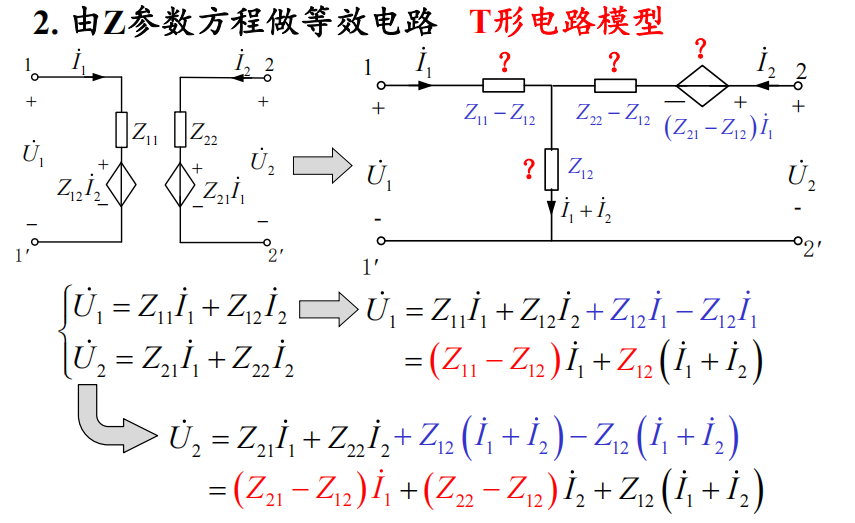 2. 由Z参数方程做等效电路 T形电路模型
1 İ₁ İ₂ 2
+ +
Z₁₁ Z₂₂
U̇₁ U̇₂
+ +
Z₁₂İ₂ Z₂₁İ₁
− −
− −
1′ 2′
1 İ₁ ? ? ? İ₂ 2
+ Z₁₁ − Z₁₂ Z₂₂ − Z₁₂ − + +
(Z₂₁ − Z₁₂)İ₁
? Z₁₂
U̇₁ U̇₂
İ₁ + İ₂
- -
1′ 2′
U̇₁ = Z₁₁İ₁ + Z₁₂İ₂
U̇₂ = Z₂₁İ₁ + Z₂₂İ₂
U̇₁ = Z₁₁İ₁ + Z₁₂İ₂ + Z₁₂İ₁ − Z₁₂İ₁
= (Z₁₁ − Z₁₂)İ₁ + Z₁₂(İ₁ + İ₂)
U̇₂ = Z₂₁İ₁ + Z₂₂İ₂ + Z₁₂(İ₁ + İ₂) − Z₁₂(İ₁ + İ₂)
= (Z₂₁ − Z₁₂)İ₁ + (Z₂₂ − Z₁₂)İ₂ + Z₁₂(İ₁ + İ₂)